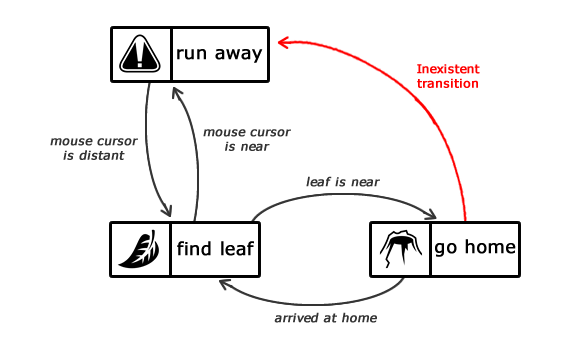 run away
Inexistent
transition
mouse cursor
is distant
mouse cursor
is near
leaf is near
find leaf
go home
arrived at home